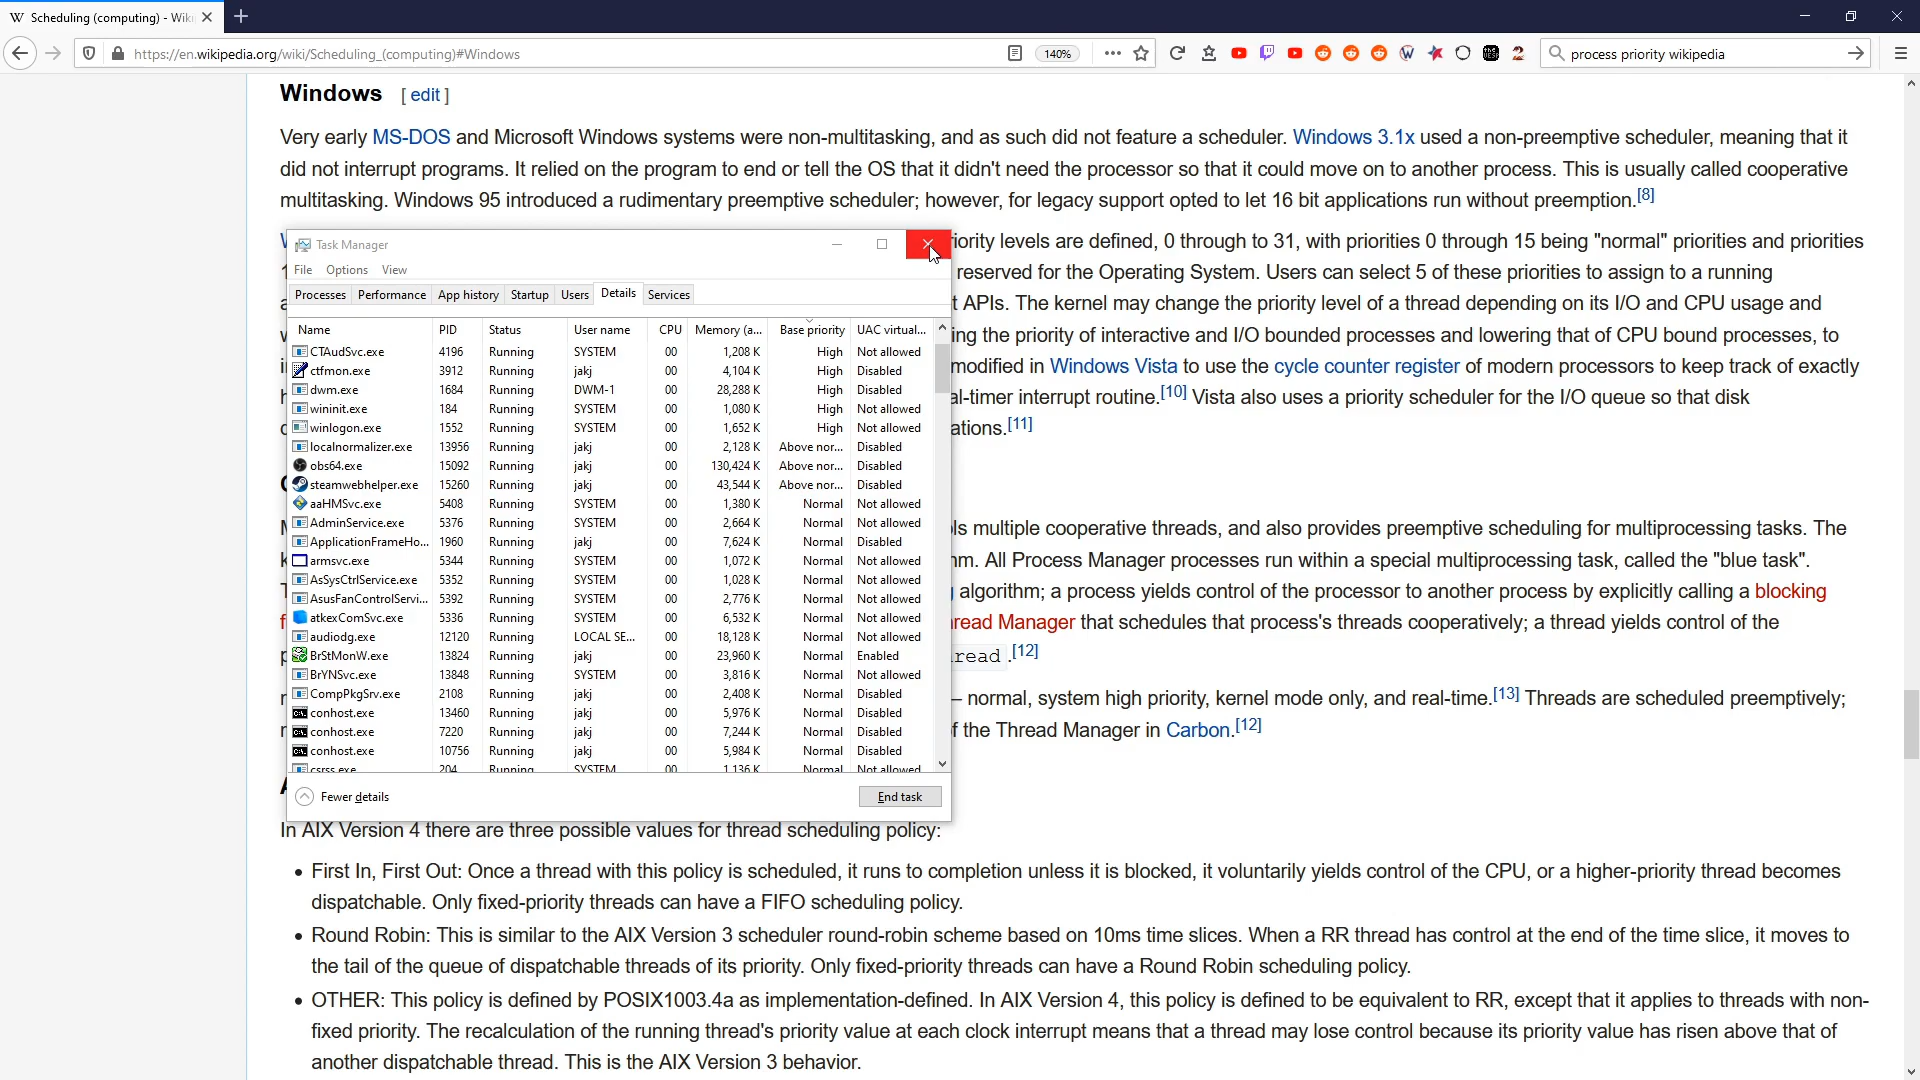 Scheduling (computing) - Wiki
https://en.wikipedia.org/wiki/Scheduling_(computing)#Windows
140%
process priority wikipedia
Windows [ edit ]
Very early MS-DOS and Microsoft Windows systems were non-multitasking, and as such did not feature a scheduler. Windows 3.1x used a non-preemptive scheduler, meaning that it
did not interrupt programs. It relied on the program to end or tell the OS that it didn't need the processor so that it could move on to another process. This is usually called cooperative
multitasking. Windows 95 introduced a rudimentary preemptive scheduler; however, for legacy support opted to let 16 bit applications run without preemption.[8]
iority levels are defined, 0 through to 31, with priorities 0 through 15 being "normal" priorities and priorities
reserved for the Operating System. Users can select 5 of these priorities to assign to a running
t APIs. The kernel may change the priority level of a thread depending on its I/O and CPU usage and
ing the priority of interactive and I/O bounded processes and lowering that of CPU bound processes, to
modified in Windows Vista to use the cycle counter register of modern processors to keep track of exactly
al-timer interrupt routine.[10] Vista also uses a priority scheduler for the I/O queue so that disk
ations.[11]
ls multiple cooperative threads, and also provides preemptive scheduling for multiprocessing tasks. The
hm. All Process Manager processes run within a special multiprocessing task, called the "blue task".
algorithm; a process yields control of the processor to another process by explicitly calling a blocking
read Manager that schedules that process's threads cooperatively; a thread yields control of the
read .[12]
– normal, system high priority, kernel mode only, and real-time.[13] Threads are scheduled preemptively;
f the Thread Manager in Carbon.[12]
Task Manager
File Options View
Processes Performance App history Startup Users Details Services
Name PID Status User name CPU Memory (a... Base priority UAC virtual...
CTAudSvc.exe 4196 Running SYSTEM 00 1,208 K High Not allowed
ctfmon.exe 3912 Running jakj 00 4,104 K High Disabled
dwm.exe 1684 Running DWM-1 00 28,288 K High Disabled
wininit.exe 184 Running SYSTEM 00 1,080 K High Not allowed
winlogon.exe 1552 Running SYSTEM 00 1,652 K High Not allowed
localnormalizer.exe 13956 Running jakj 00 2,128 K Above nor... Disabled
obs64.exe 15092 Running jakj 00 130,424 K Above nor... Disabled
steamwebhelper.exe 15260 Running jakj 00 43,544 K Above nor... Disabled
aaHMSvc.exe 5408 Running SYSTEM 00 1,380 K Normal Not allowed
AdminService.exe 5376 Running SYSTEM 00 2,664 K Normal Not allowed
ApplicationFrameHo... 1960 Running jakj 00 7,624 K Normal Disabled
armsvc.exe 5344 Running SYSTEM 00 1,072 K Normal Not allowed
AsSysCtrlService.exe 5352 Running SYSTEM 00 1,028 K Normal Not allowed
AsusFanControlServi... 5392 Running SYSTEM 00 2,776 K Normal Not allowed
atkexComSvc.exe 5336 Running SYSTEM 00 6,532 K Normal Not allowed
audiodg.exe 12120 Running LOCAL SE... 00 18,128 K Normal Not allowed
BrStMonW.exe 13824 Running jakj 00 23,960 K Normal Enabled
BrYNSvc.exe 13848 Running SYSTEM 00 3,816 K Normal Not allowed
CompPkgSrv.exe 2108 Running jakj 00 2,408 K Normal Disabled
conhost.exe 13460 Running jakj 00 5,976 K Normal Disabled
conhost.exe 7220 Running jakj 00 7,244 K Normal Disabled
conhost.exe 10756 Running jakj 00 5,984 K Normal Disabled
csrss.exe 204 Running SYSTEM 00 1,136 K Normal Not allowed
Fewer details End task
In AIX Version 4 there are three possible values for thread scheduling policy:
• First In, First Out: Once a thread with this policy is scheduled, it runs to completion unless it is blocked, it voluntarily yields control of the CPU, or a higher-priority thread becomes
dispatchable. Only fixed-priority threads can have a FIFO scheduling policy.
• Round Robin: This is similar to the AIX Version 3 scheduler round-robin scheme based on 10ms time slices. When a RR thread has control at the end of the time slice, it moves to
the tail of the queue of dispatchable threads of its priority. Only fixed-priority threads can have a Round Robin scheduling policy.
• OTHER: This policy is defined by POSIX1003.4a as implementation-defined. In AIX Version 4, this policy is defined to be equivalent to RR, except that it applies to threads with non-
fixed priority. The recalculation of the running thread's priority value at each clock interrupt means that a thread may lose control because its priority value has risen above that of
another dispatchable thread. This is the AIX Version 3 behavior.